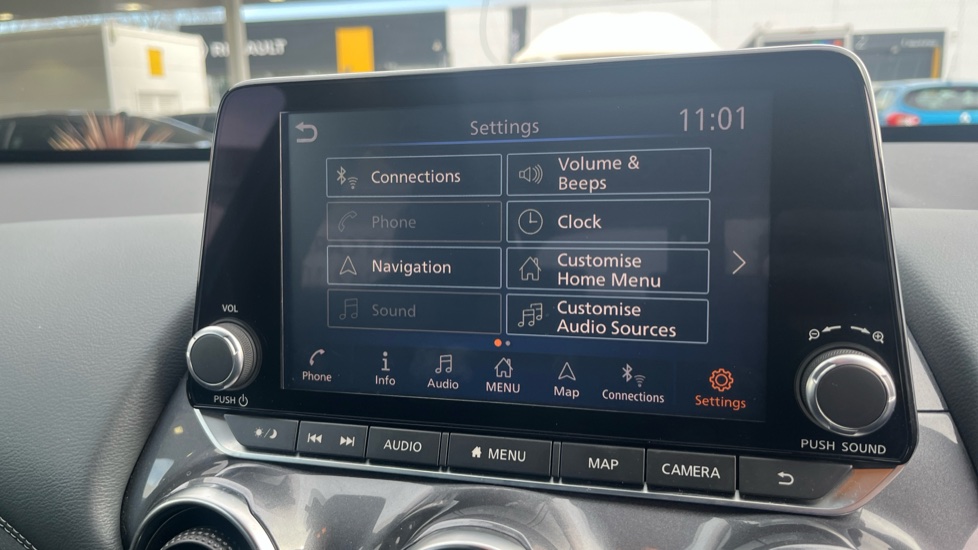 RENAULT
Settings
11:01
Connections
Volume &
Beeps
Phone
Clock
Navigation
Customise
Home Menu
Sound
Customise
Audio Sources
Phone
Info
Audio
MENU
Map
Connections
Settings
VOL
PUSH
PUSH SOUND
AUDIO
MENU
MAP
CAMERA